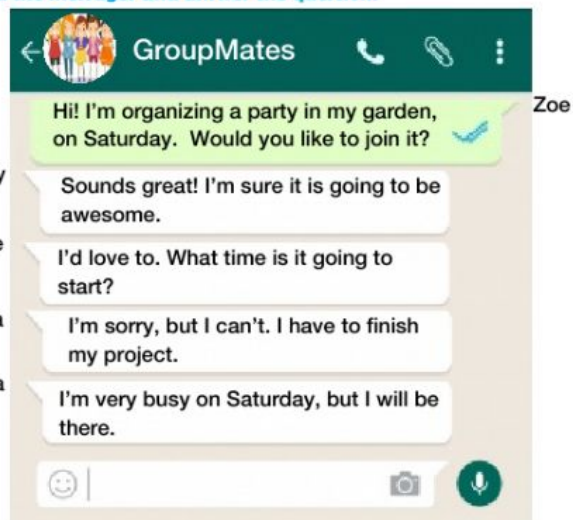 GroupMates
Hi! I'm organizing a party in my garden,
on Saturday. Would you like to join it?
Zoe
Sounds great! I'm sure it is going to be
awesome.
I'd love to. What time is it going to
start?
I'm sorry, but I can't. I have to finish
my project.
I'm very busy on Saturday, but I will be
there.